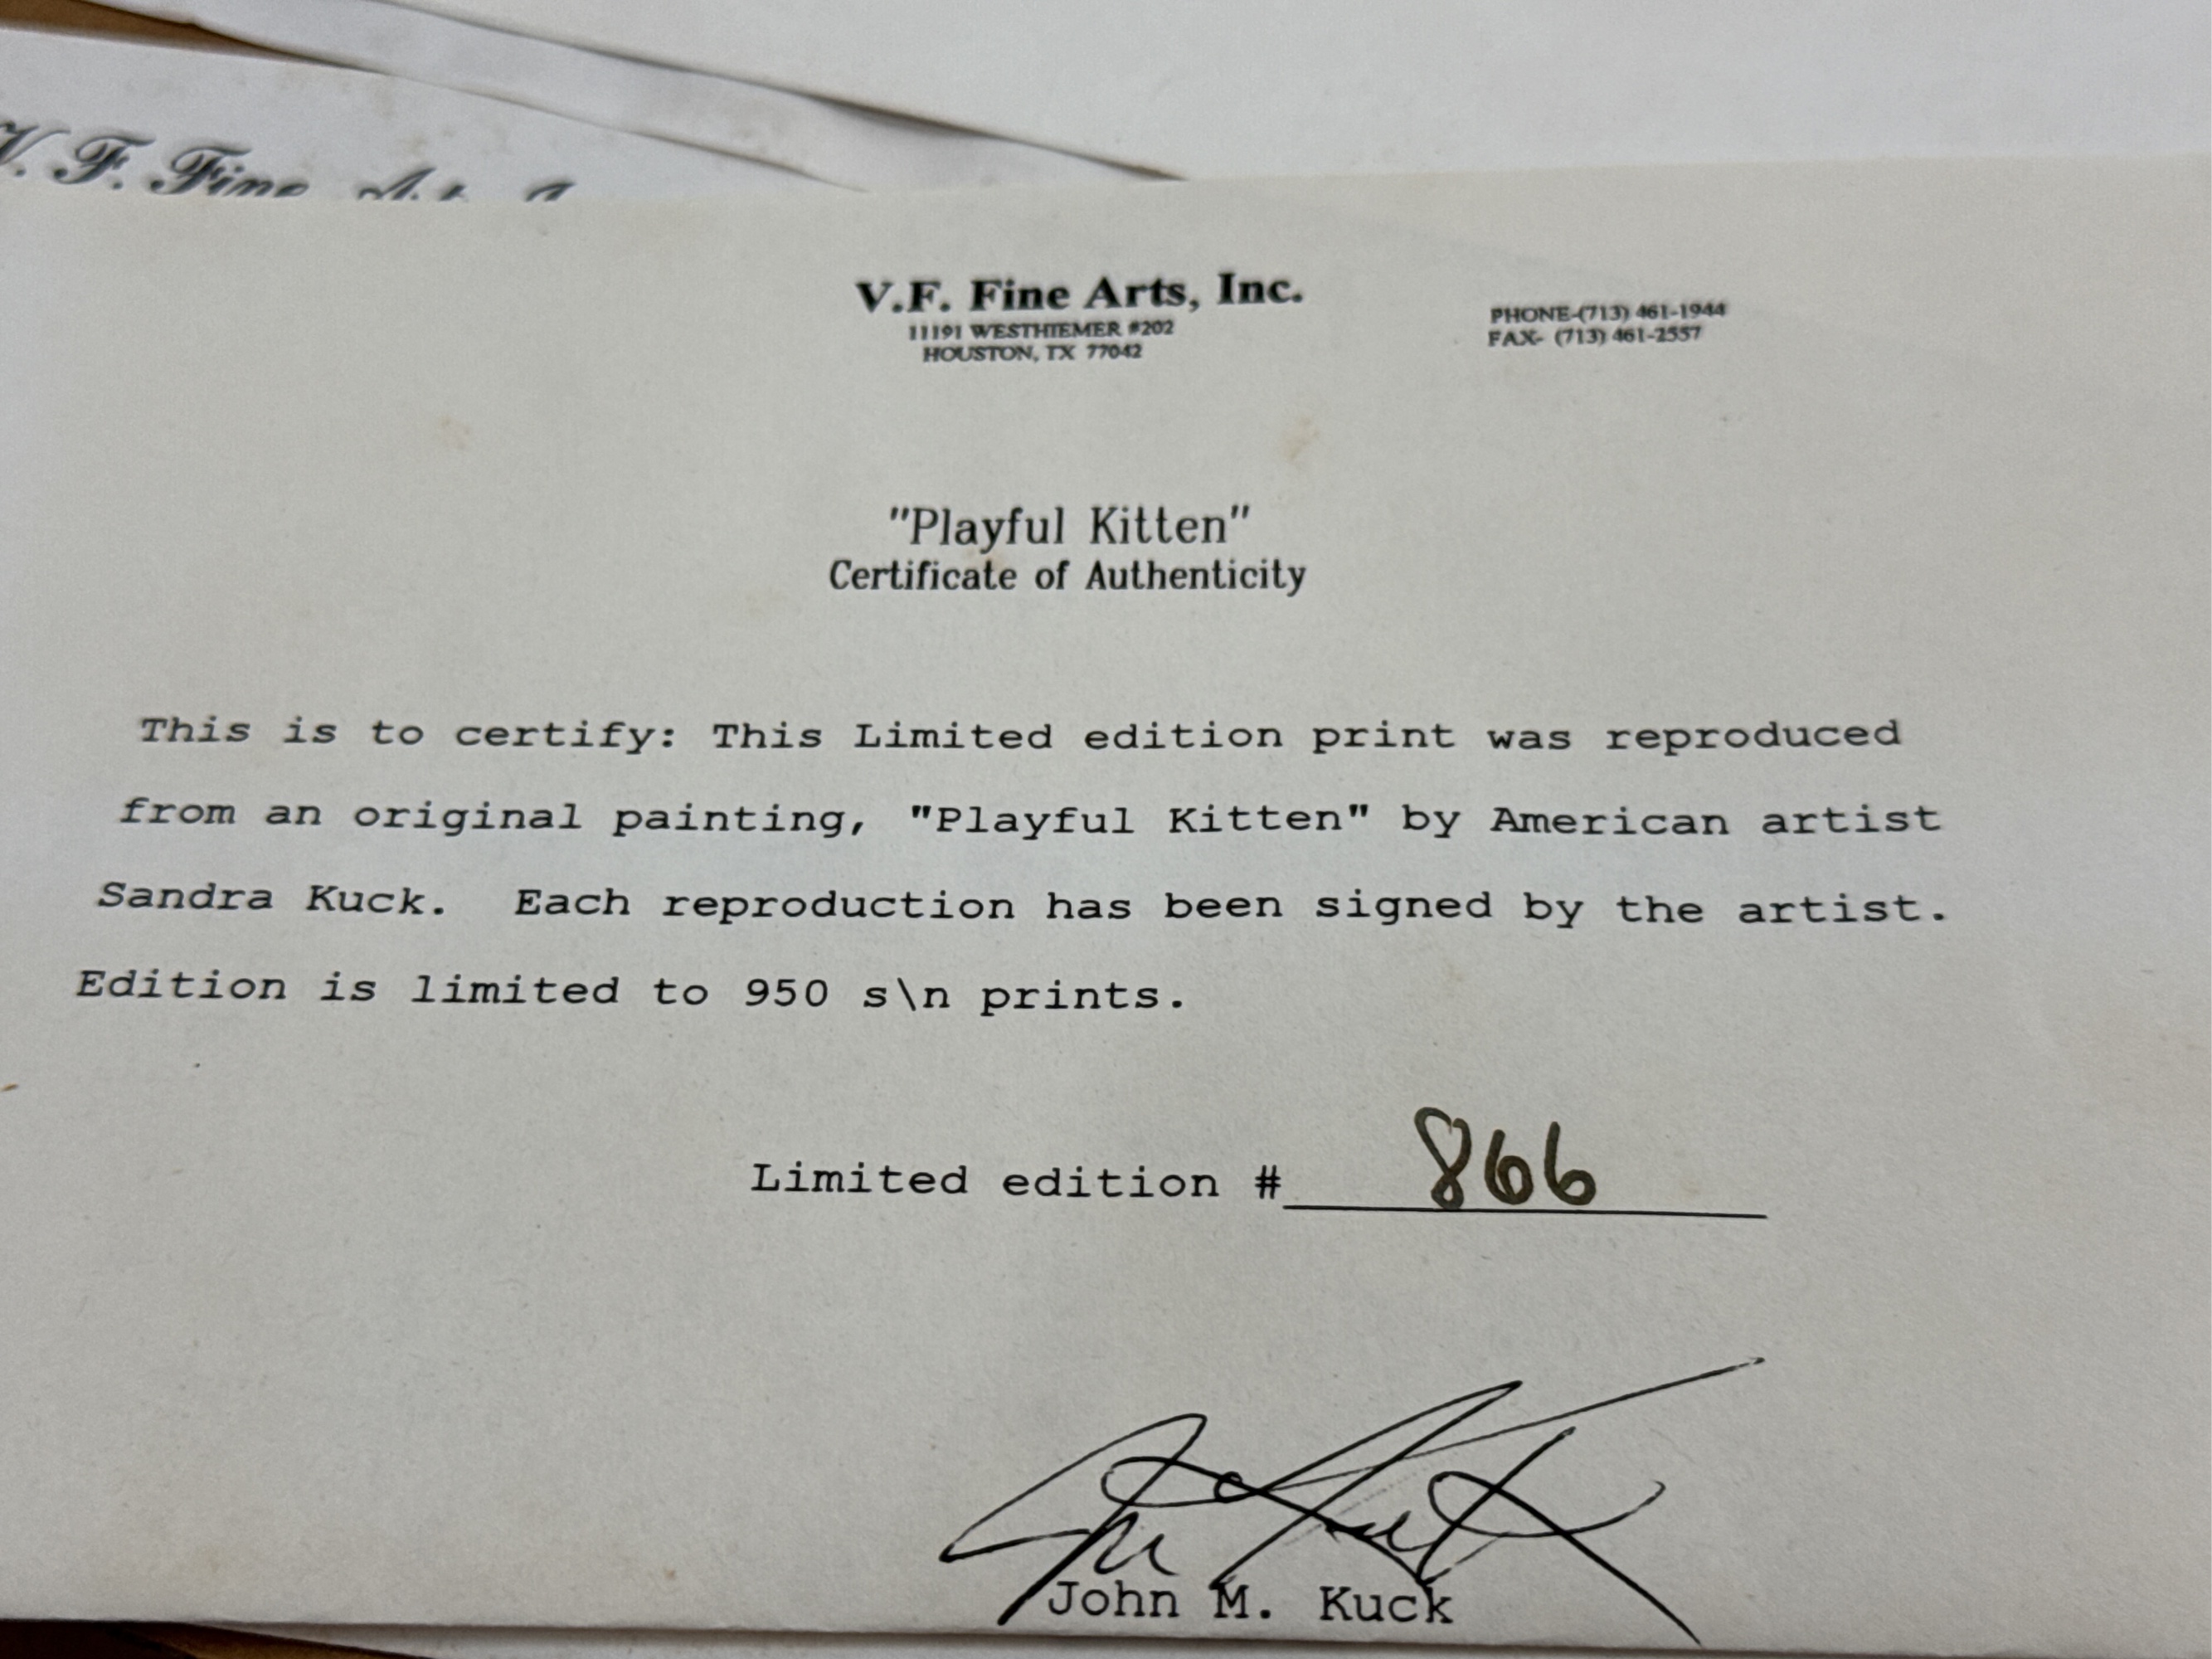 V. F. Fine
V.F. Fine Arts, Inc.
11191 WESTHIEMER #202
HOUSTON, TX 77042
PHONE-(713) 461-1944
FAX- (713) 461-2557
"Playful Kitten"
Certificate of Authenticity
This is to certify: This Limited edition print was reproduced
from an original painting, "Playful Kitten" by American artist
Sandra Kuck. Each reproduction has been signed by the artist.
Edition is limited to 950 s\n prints.
Limited edition # 866
John M. Kuck